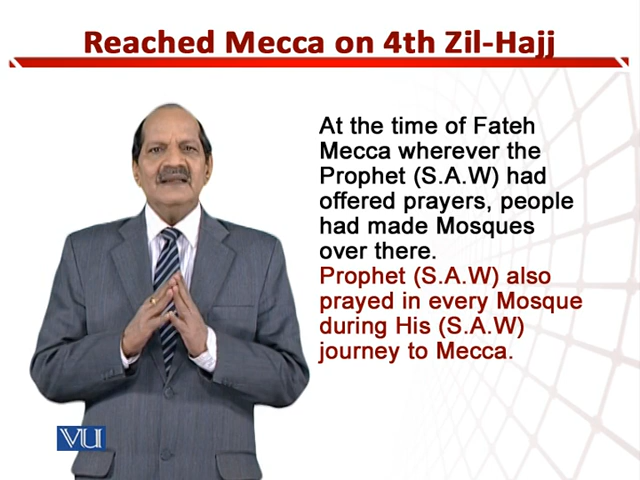 Reached Mecca on 4th Zil-Hajj
At the time of Fateh
Mecca wherever the
Prophet (S.A.W) had
offered prayers, people
had made Mosques
over there.
Prophet (S.A.W) also
prayed in every Mosque
during His (S.A.W)
journey to Mecca.
VU